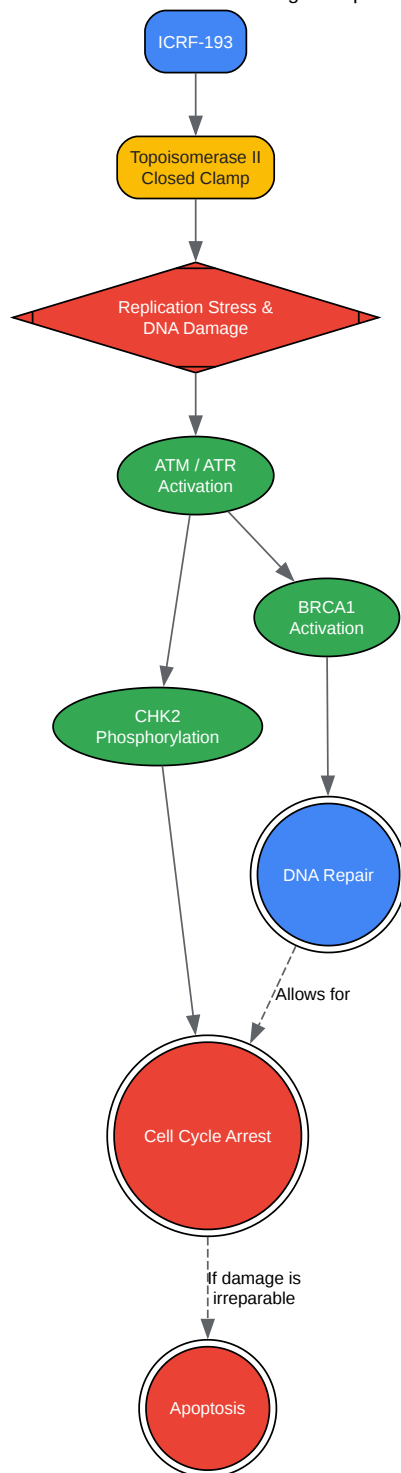 ICRF-193
Topoisomerase II
Closed Clamp
Replication Stress &
DNA Damage
ATM / ATR
Activation
BRCA1
Activation
CHK2
Phosphorylation
DNA Repair
Allows for
Cell Cycle Arrest
If damage is
irreparable
Apoptosis